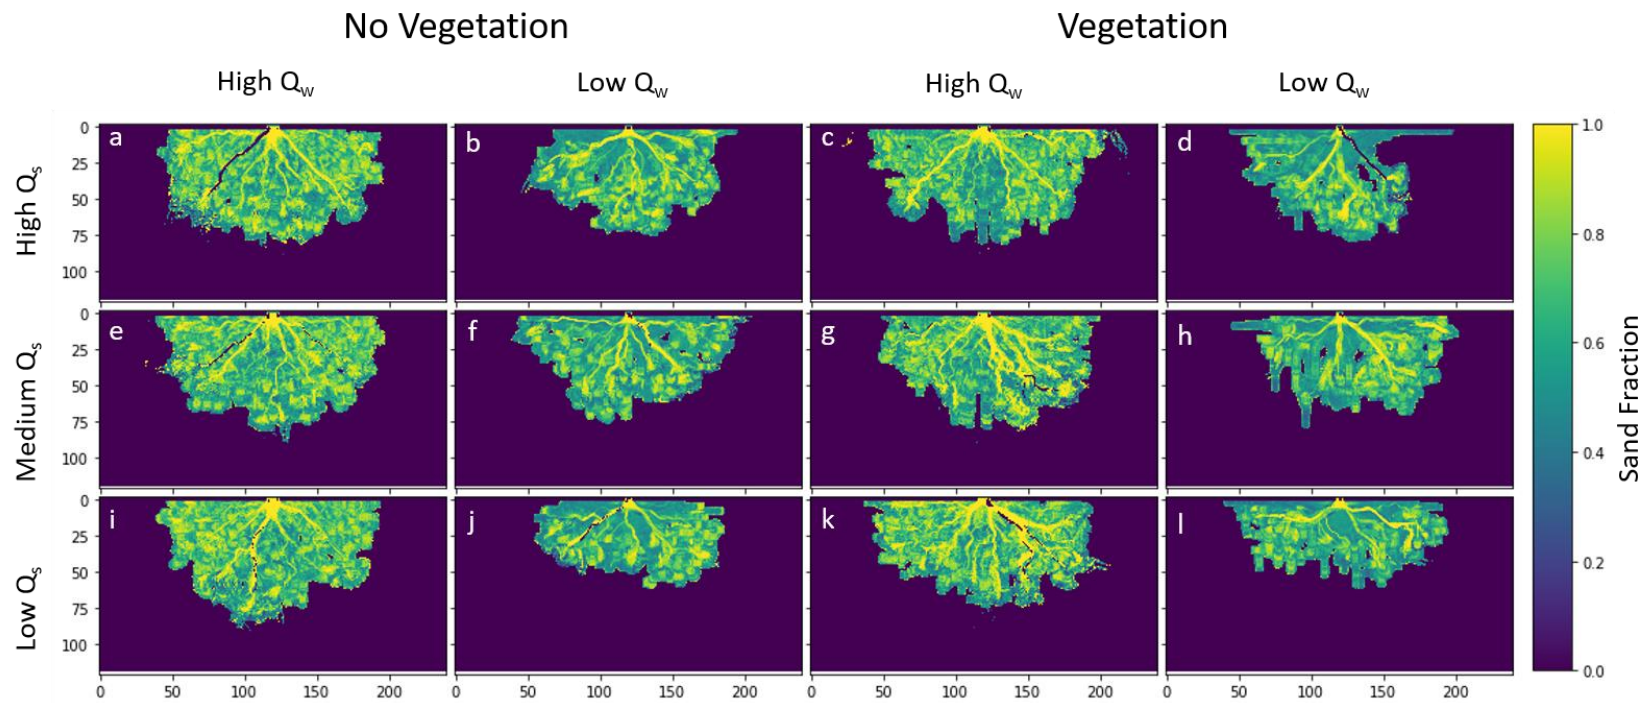 No Vegetation Vegetation
High Qw Low Qw High Qw Low Qw
High Qs
a b c d
0 25 50 75 100
Medium Qs
e f g h
0 25 50 75 100
Low Qs
i j k l
0 25 50 75 100
0 50 100 150 200 0 50 100 150 200 0 50 100 150 200 0 50 100 150 200
1.0
0.8
0.6
0.4
0.2
0.0
Sand Fraction